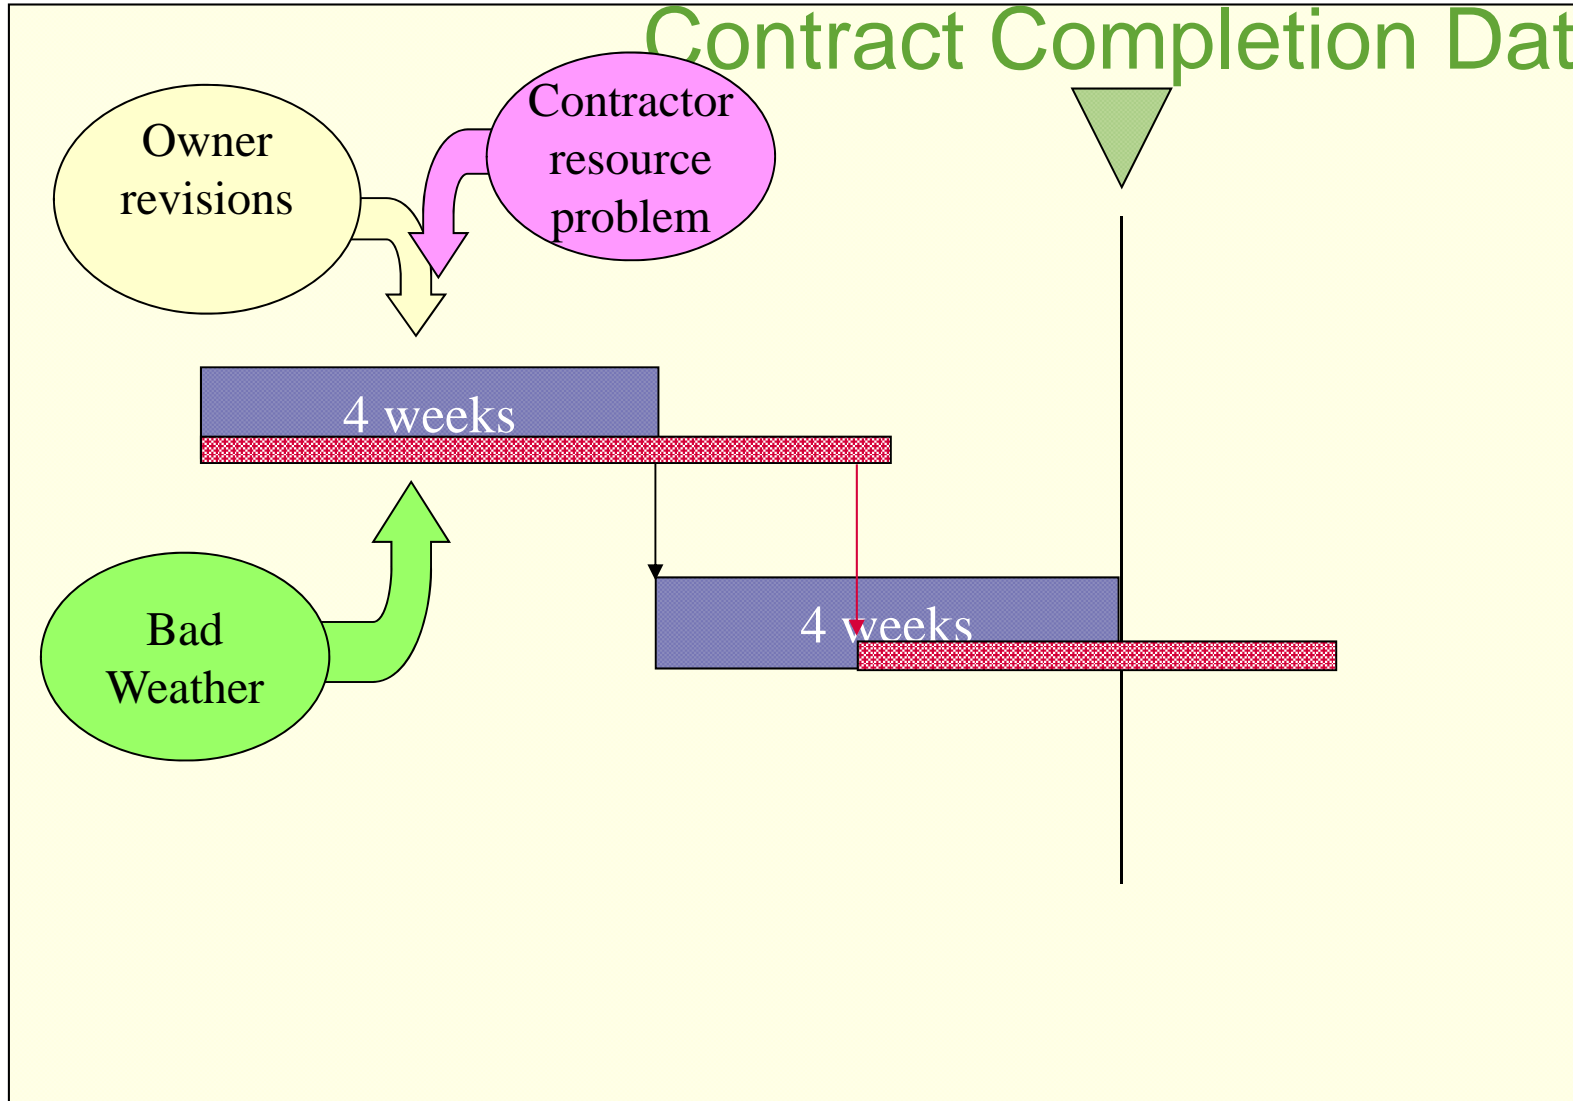 Contract Completion Dat
Contractor
resource
problem
Owner
revisions
4 weeks
4 weeks
Bad
Weather